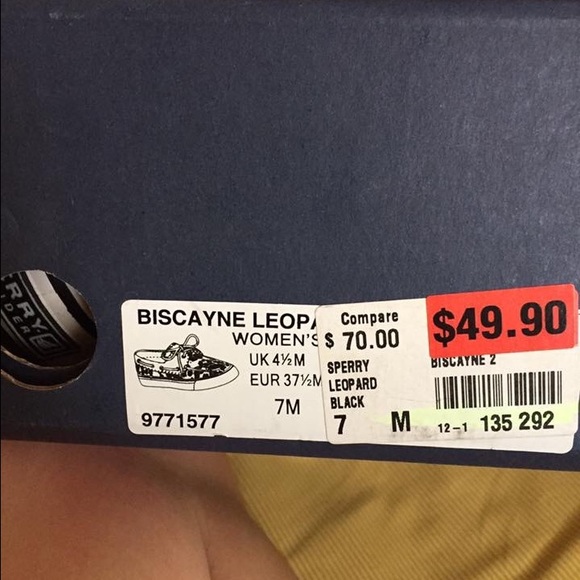 BISCAYNE LEOPA
WOMEN'S
UK 4½M
EUR 37½M
7M
9771577
Compare
$ 70.00
$49.90
SPERRY
LEOPARD
BLACK
7 M
BISCAYNE 2
12-1 135 292